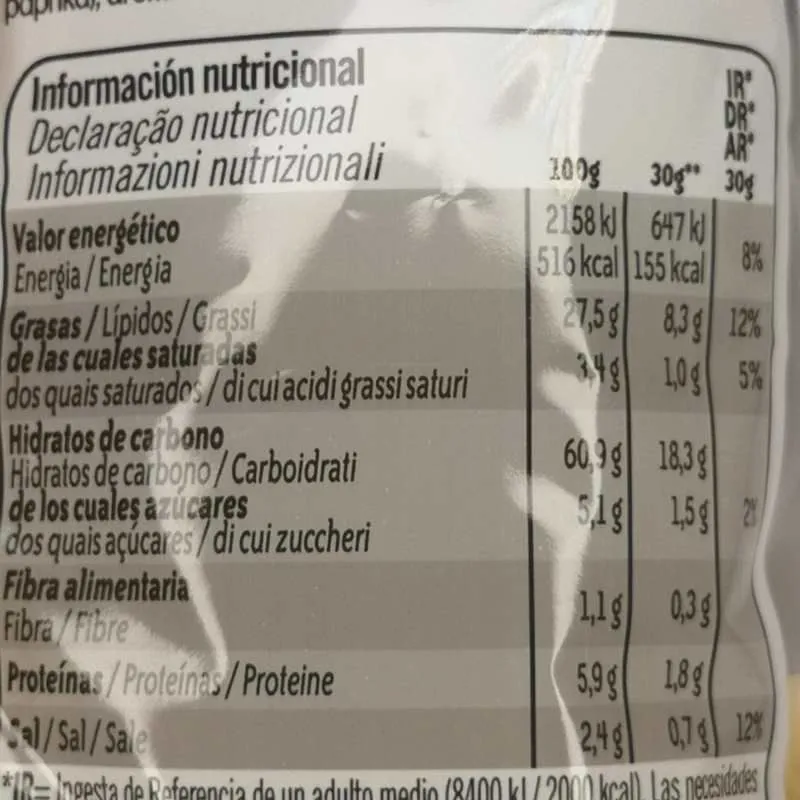 Información nutricional
Declaração nutricional
Informazioni nutrizionali
IR*
DR*
AR*
100g 30g** 30g
Valor energético 2158 kJ 647 kJ
Energia / Energia 516 kcal 155 kcal 8%
Grasas / Lípidos / Grassi 27,5 g 8,3 g 12%
de las cuales saturadas
dos quais saturados / di cui acidi grassi saturi 3,4 g 1,0 g 5%
Hidratos de carbono
Hidratos de carbono / Carboidrati 60,9 g 18,3 g
de los cuales azúcares 5,1 g 1,5 g 2%
dos quais açúcares / di cui zuccheri
Fibra alimentaria
Fibra / Fibre 1,1 g 0,3 g
Proteínas / Proteínas / Proteine 5,9 g 1,8 g
Sal / Sal / Sale 2,4 g 0,7 g 12%
*IR= Ingesta de Referencia de un adulto medio (8400 kJ / 2000 kcal). Las necesidades